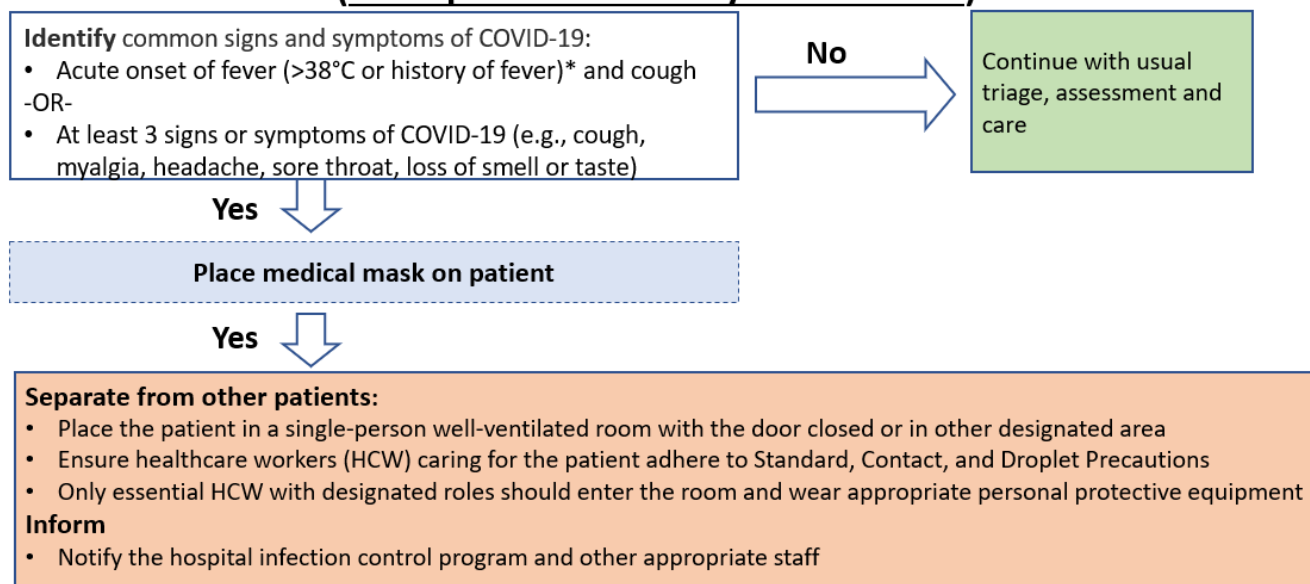 Identify common signs and symptoms of COVID-19:
• Acute onset of fever (>38°C or history of fever)* and cough
-OR-
• At least 3 signs or symptoms of COVID-19 (e.g., cough,
myalgia, headache, sore throat, loss of smell or taste)
No
Continue with usual
triage, assessment and
care
Yes
Place medical mask on patient
Yes
Separate from other patients:
• Place the patient in a single-person well-ventilated room with the door closed or in other designated area
• Ensure healthcare workers (HCW) caring for the patient adhere to Standard, Contact, and Droplet Precautions
• Only essential HCW with designated roles should enter the room and wear appropriate personal protective equipment
Inform
• Notify the hospital infection control program and other appropriate staff